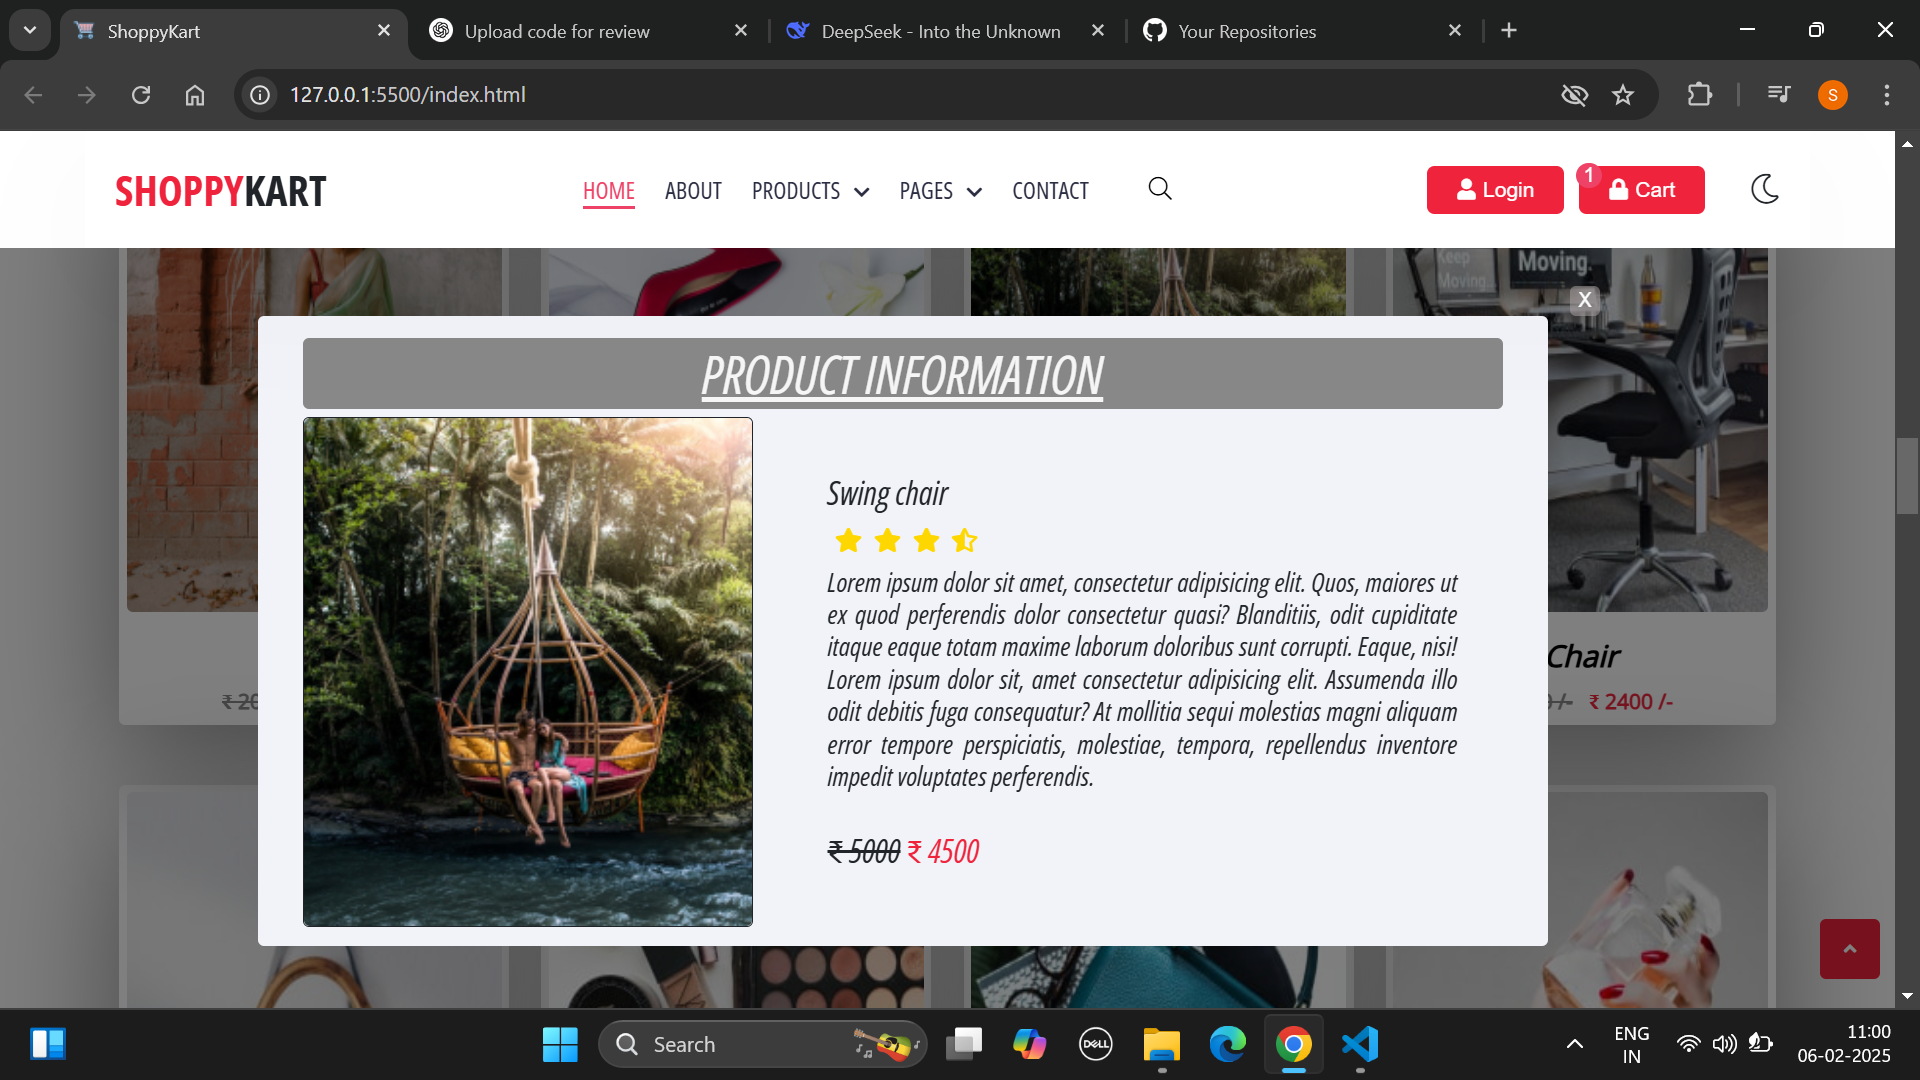 ShoppyKart
Upload code for review
DeepSeek - Into the Unknown
Your Repositories
127.0.0.1:5500/index.html
S
SHOPPYKART
HOME
ABOUT
PRODUCTS
PAGES
CONTACT
Login
1
Cart
Keep
Moving.
Moving.
X
PRODUCT INFORMATION
Swing chair
Lorem ipsum dolor sit amet, consectetur adipisicing elit. Quos, maiores ut
ex quod perferendis dolor consectetur quasi? Blanditiis, odit cupiditate
itaque eaque totam maxime laborum doloribus sunt corrupti. Eaque, nisi!
Lorem ipsum dolor sit, amet consectetur adipisicing elit. Assumenda illo
odit debitis fuga consequatur? At mollitia sequi molestias magni aliquam
error tempore perspiciatis, molestiae, tempora, repellendus inventore
impedit voluptates perferendis.
₹ 5000 ₹ 4500
Chair
₹ 20
/- ₹ 2400 /-
Search
DELL
ENG
IN
11:00
06-02-2025